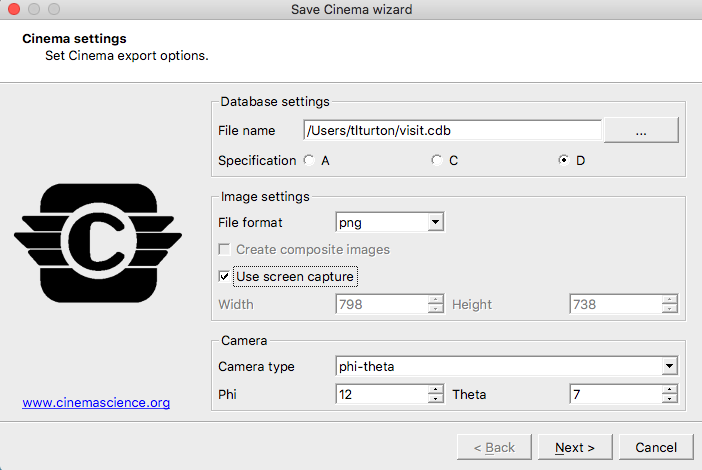 Save Cinema wizard
Cinema settings
Set Cinema export options.
Database settings
File name /Users/tlturton/visit.cdb ...
Specification A C D
Image settings
File format png
Create composite images
Use screen capture
Width 798 Height 738
Camera
Camera type phi-theta
Phi 12 Theta 7
C
www.cinemascience.org
< Back Next > Cancel